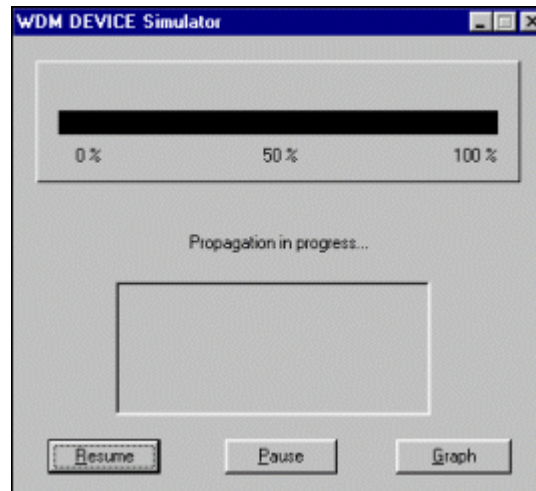 WDM DEVICE Simulator
0 % 50 % 100 %
Propagation in progress...
Resume Pause Graph